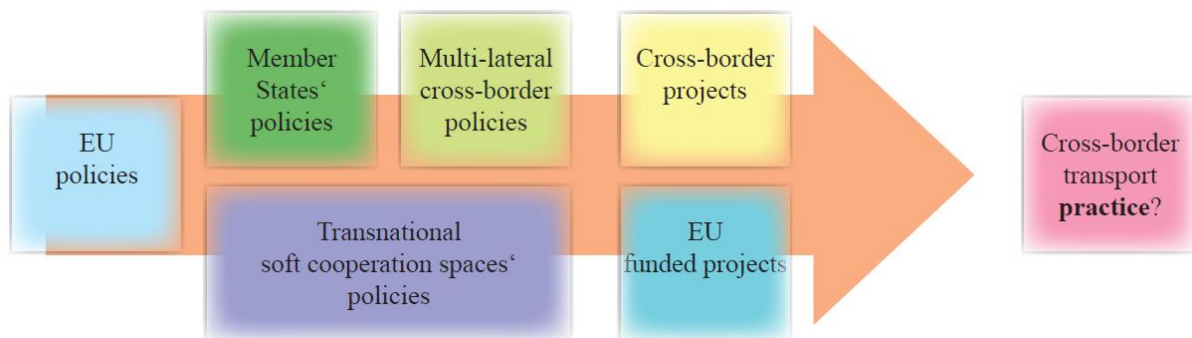 EU
policies
Member
States‘
policies
Multi-lateral
cross-border
policies
Transnational
soft cooperation spaces‘
policies
Cross-border
projects
EU
funded projects
Cross-border
transport
practice?